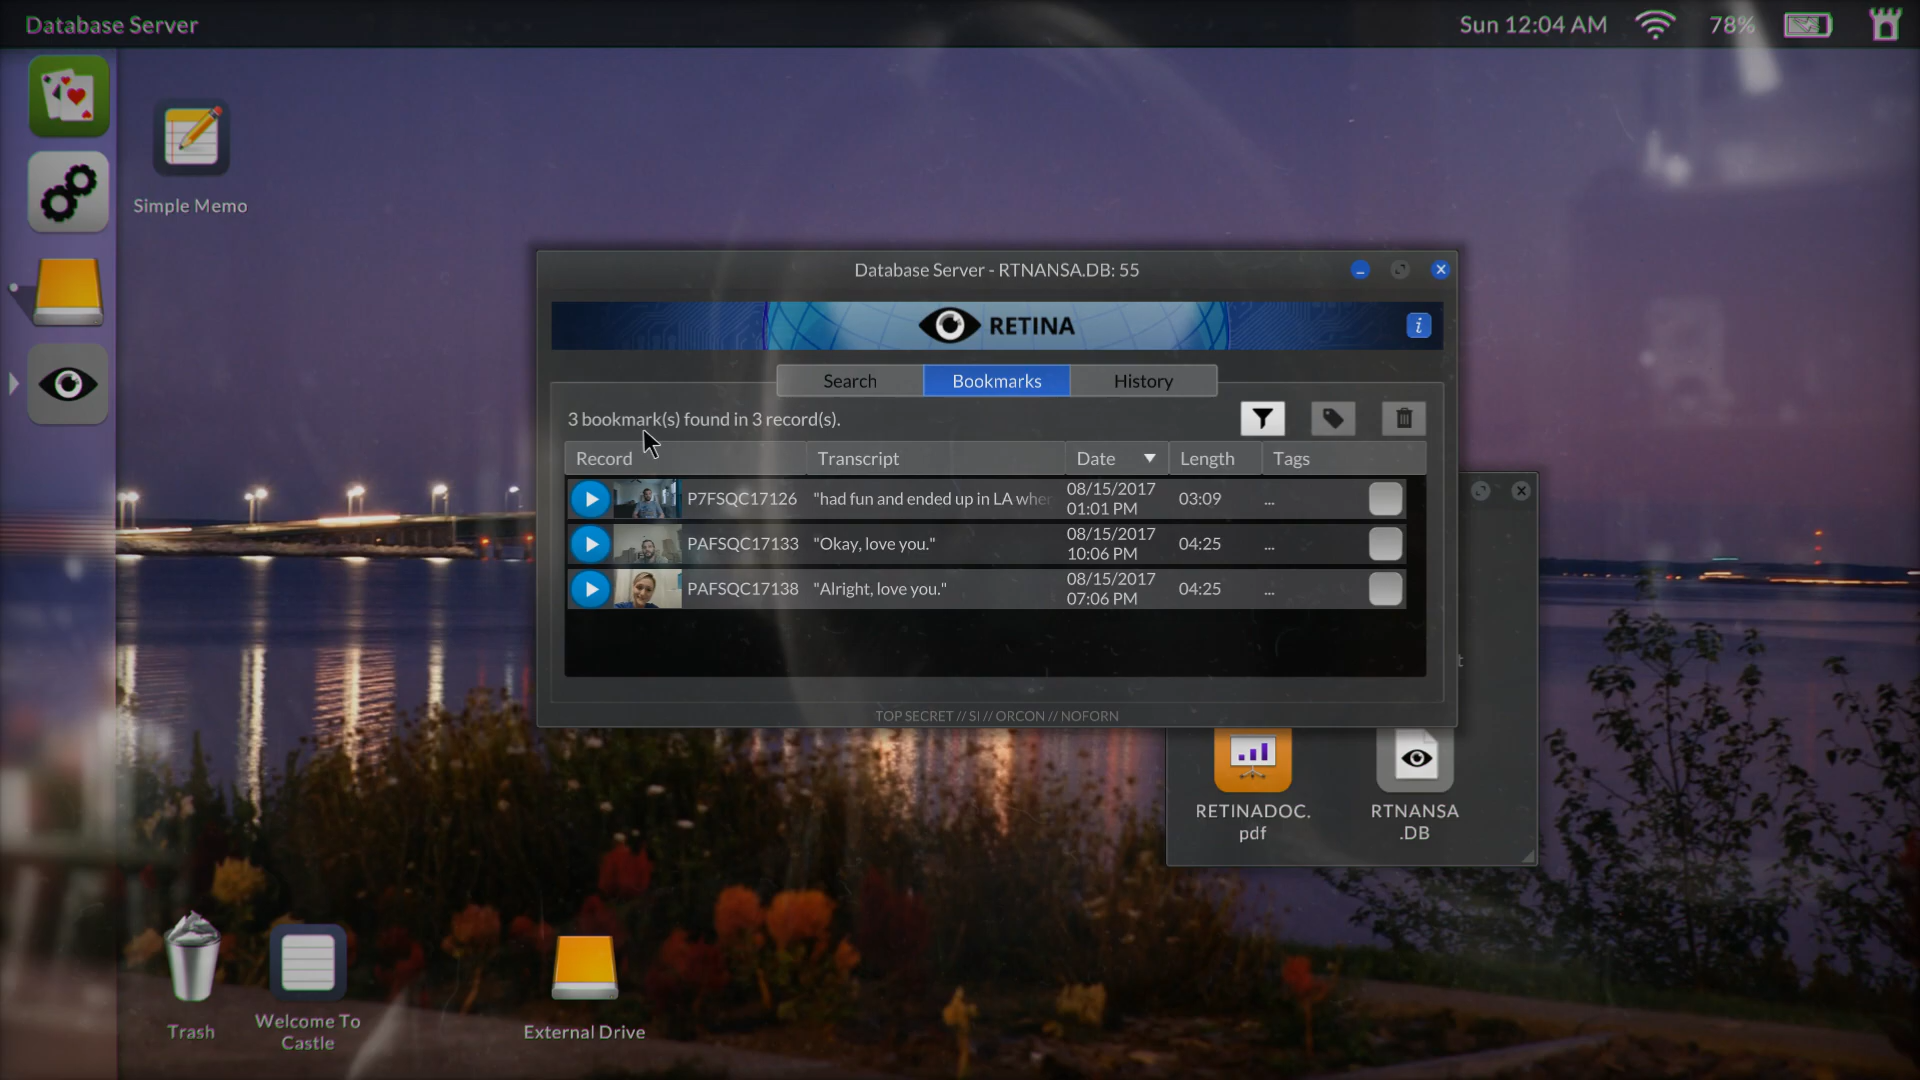 Database Server
Sun 12:04 AM
78%
Simple Memo
Database Server - RTNANSA.DB: 55
RETINA
i
Search
Bookmarks
History
3 bookmark(s) found in 3 record(s).
Record
Transcript
Date
Length
Tags
P7FSQC17126
"had fun and ended up in LA wher
08/15/2017
01:01 PM
03:09
...
PAFSQC17133
"Okay, love you."
08/15/2017
10:06 PM
04:25
...
PAFSQC17138
"Alright, love you."
08/15/2017
07:06 PM
04:25
...
TOP SECRET // SI // ORCON // NOFORN
t
RETINADOC.
pdf
RTNANSA
.DB
Trash
Welcome To
Castle
External Drive